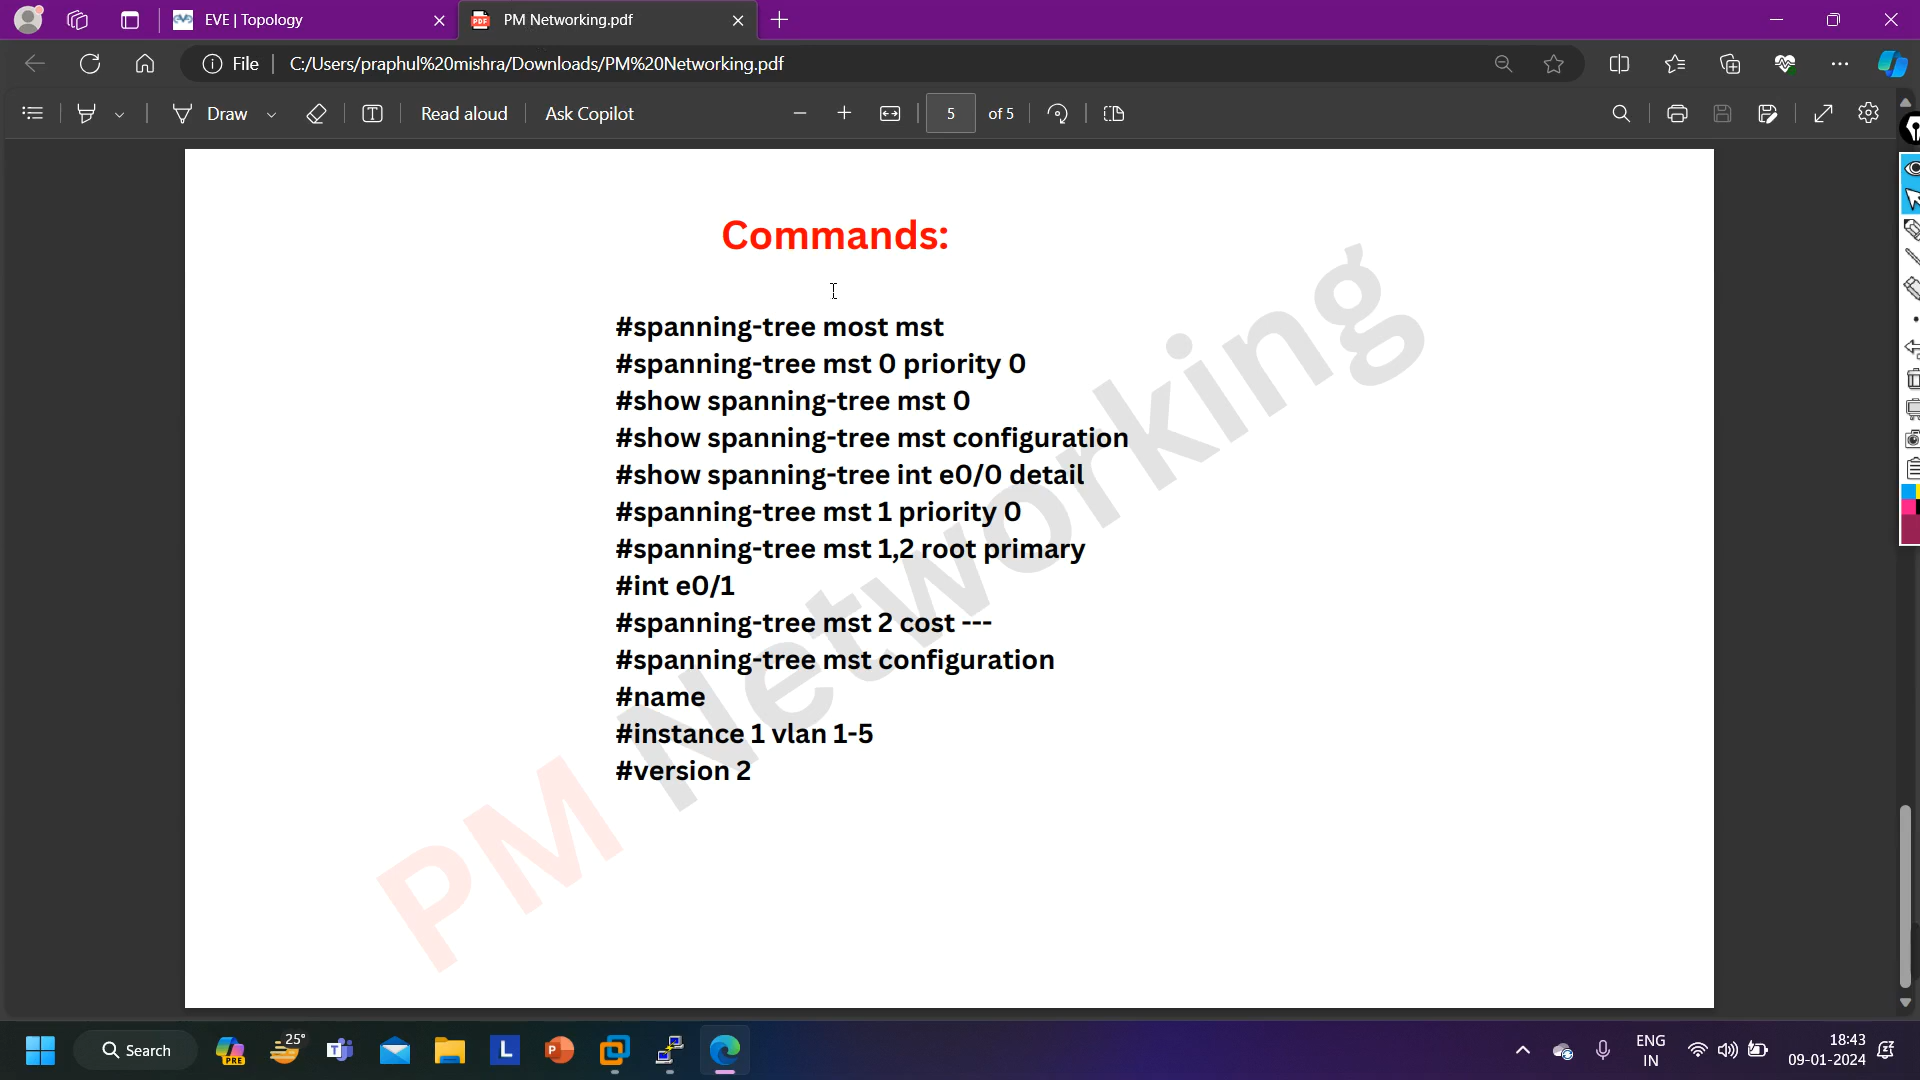 EVE | Topology
PM Networking.pdf
File
C:/Users/praphul%20mishra/Downloads/PM%20Networking.pdf
Draw
Read aloud
Ask Copilot
5
of 5
Commands:
#spanning-tree most mst
#spanning-tree mst 0 priority 0
#show spanning-tree mst 0
#show spanning-tree mst configuration
#show spanning-tree int e0/0 detail
#spanning-tree mst 1 priority 0
#spanning-tree mst 1,2 root primary
#int e0/1
#spanning-tree mst 2 cost ---
#spanning-tree mst configuration
#name
#instance 1 vlan 1-5
#version 2
PM Networking
Search
PRE
25°
L
ENG
IN
18:43
09-01-2024